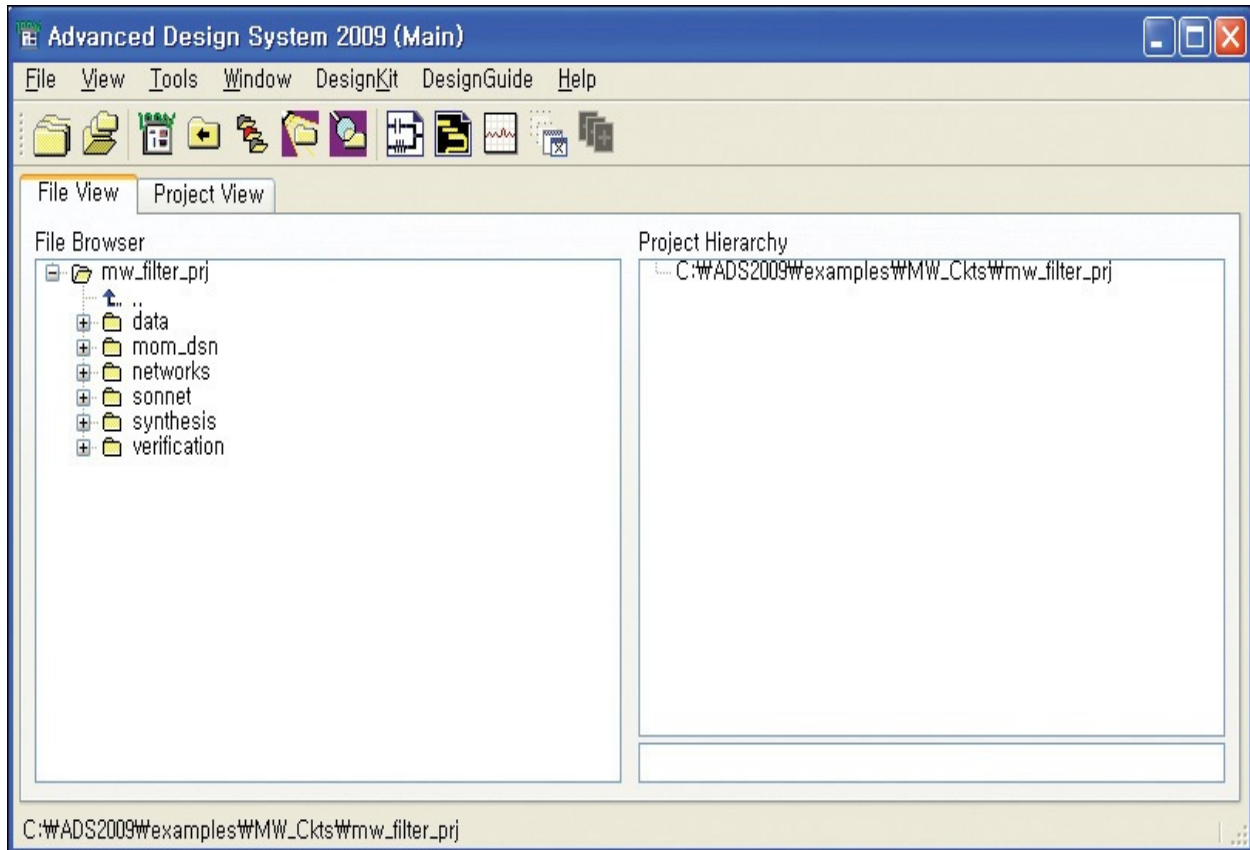 Advanced Design System 2009 (Main)
File View Tools Window DesignKit DesignGuide Help
File View Project View
File Browser
mw_filter_prj
..
data
mom_dsn
networks
sonnet
synthesis
verification
Project Hierarchy
C:₩ADS2009₩examples₩MW_Ckts₩mw_filter_prj
C:₩ADS2009₩examples₩MW_Ckts₩mw_filter_prj